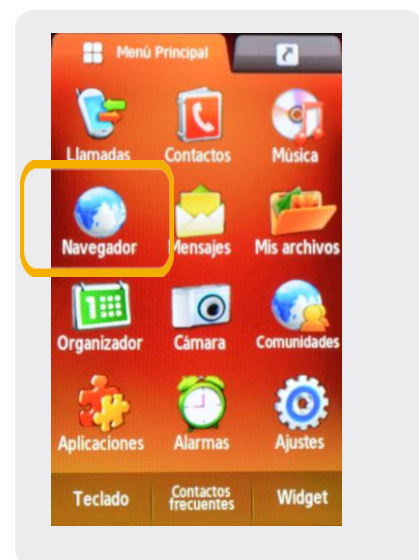 Menú Principal
Llamadas
Contactos
Música
Navegador
Mensajes
Mis archivos
Organizador
Cámara
Comunidades
Aplicaciones
Alarmas
Ajustes
Teclado
Contactos
frecuentes
Widget